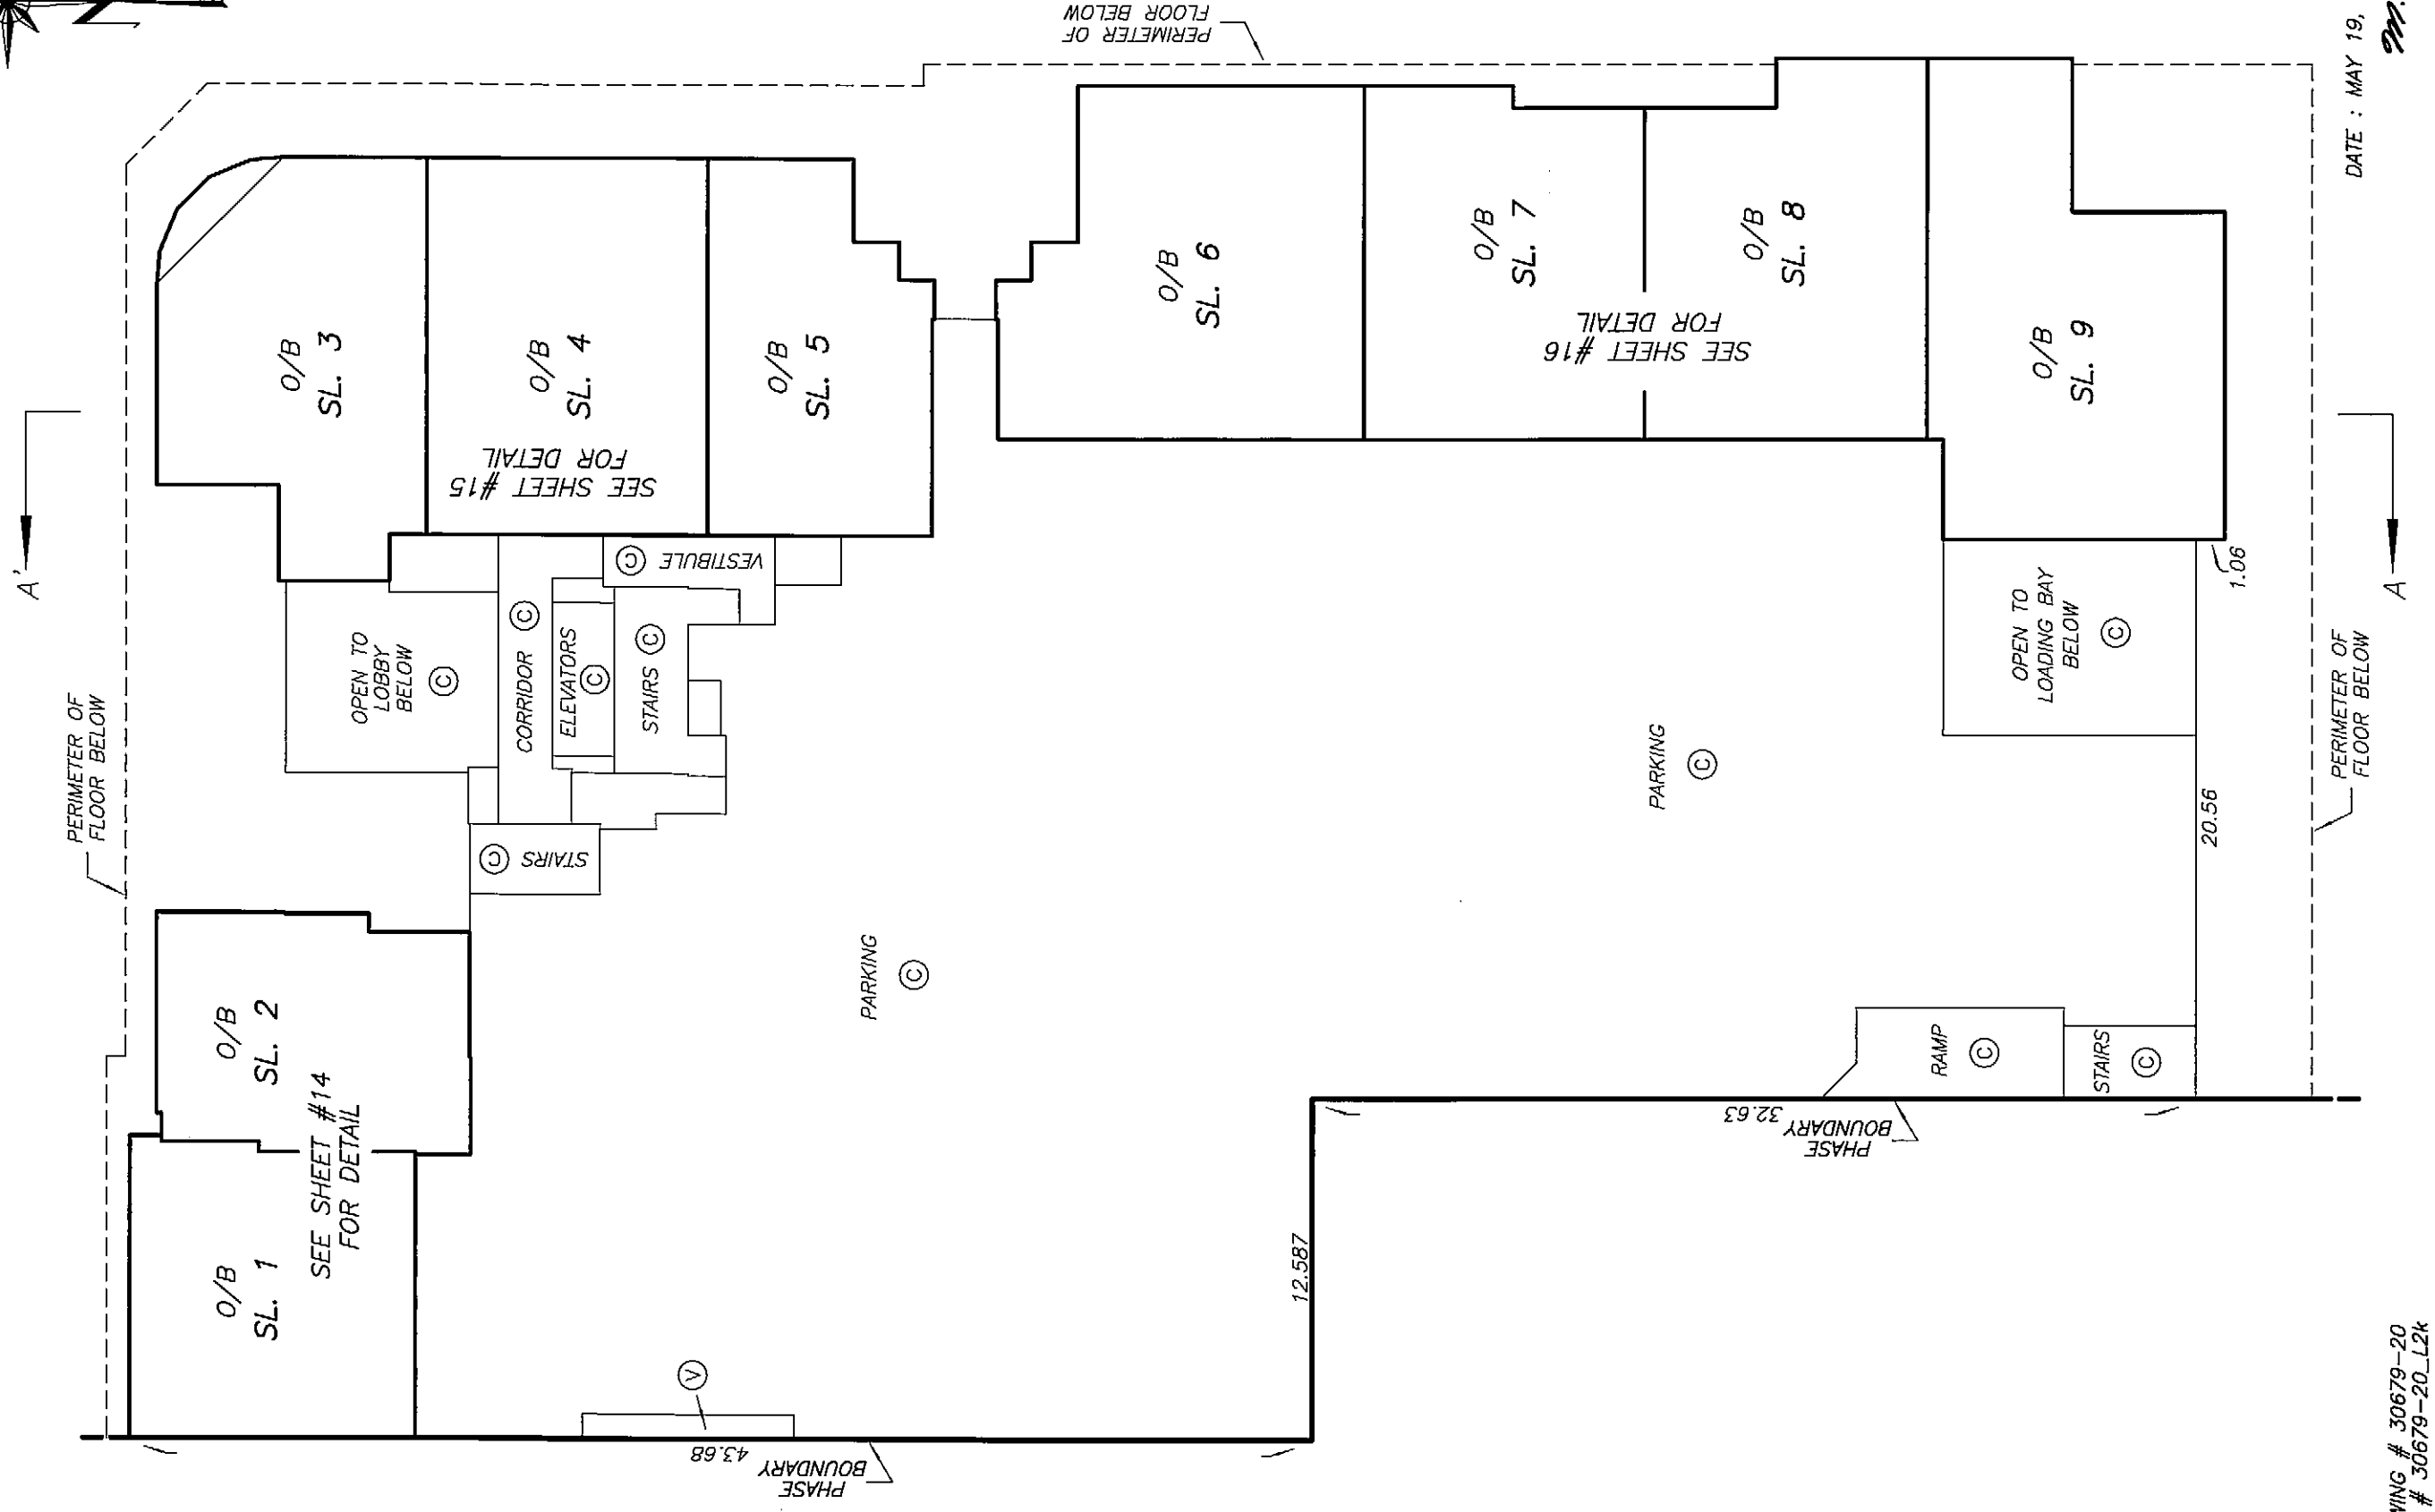 PERIMETER OF
FLOOR BELOW
DATE : MAY 19,
A'
O/B
SL. 3
O/B
SL. 4
SEE SHEET #15
FOR DETAIL
O/B
SL. 5
O/B
SL. 6
O/B
SL. 7
O/B
SL. 8
SEE SHEET #16
FOR DETAIL
O/B
SL. 9
1.06
A
PERIMETER OF
FLOOR BELOW
OPEN TO
LOBBY
BELOW
C
CORRIDOR C
ELEVATORS
C
STAIRS C
VESTIBULE C
STAIRS C
OPEN TO
LOADING BAY
BELOW
C
PERIMETER OF
FLOOR BELOW
PARKING
C
20.56
PARKING
C
O/B
SL. 2
O/B
SL. 1
SEE SHEET #14
FOR DETAIL
RAMP
C
STAIRS
C
32.63
PHASE
BOUNDARY
12.587
V
43.68
PHASE
BOUNDARY
# 30679-20
# 30679-20_L2k